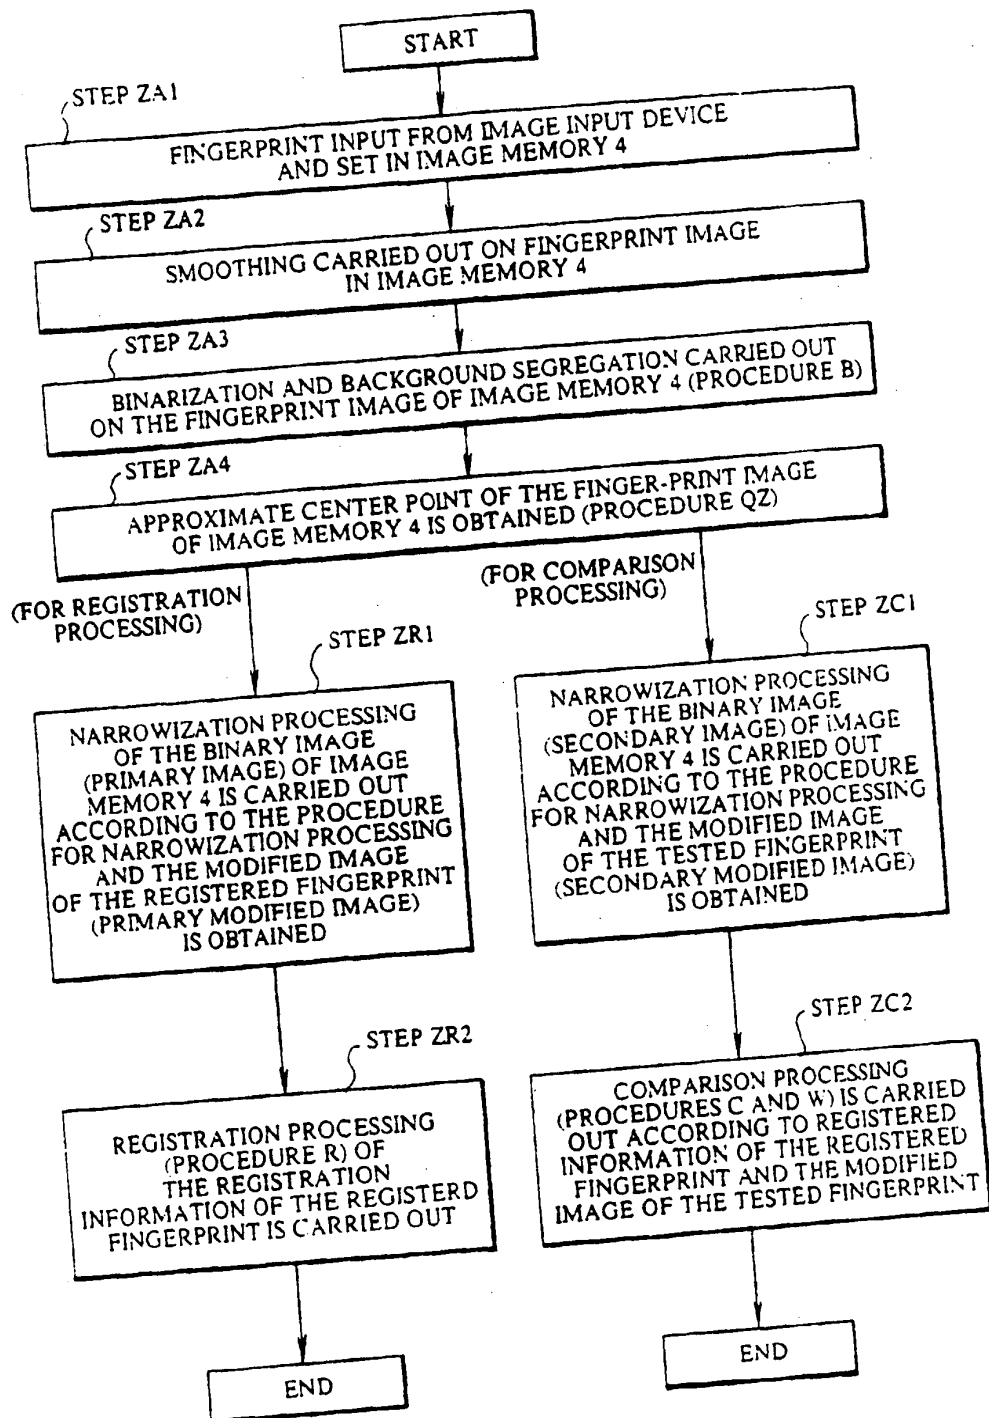 START
STEP ZA1
FINGERPRINT INPUT FROM IMAGE INPUT DEVICE
AND SET IN IMAGE MEMORY 4
STEP ZA2
SMOOTHING CARRIED OUT ON FINGERPRINT IMAGE
IN IMAGE MEMORY 4
STEP ZA3
BINARIZATION AND BACKGROUND SEGREGATION CARRIED OUT
ON THE FINGERPRINT IMAGE OF IMAGE MEMORY 4 (PROCEDURE B)
STEP ZA4
APPROXIMATE CENTER POINT OF THE FINGER-PRINT IMAGE
OF IMAGE MEMORY 4 IS OBTAINED (PROCEDURE QZ)
(FOR REGISTRATION
PROCESSING)
STEP ZR1
NARROWIZATION PROCESSING
OF THE BINARY IMAGE
(PRIMARY IMAGE) OF IMAGE
MEMORY 4 IS CARRIED OUT
ACCORDING TO THE PROCEDURE
FOR NARROWIZATION PROCESSING
AND THE MODIFIED IMAGE
OF THE REGISTERED FINGERPRINT
(PRIMARY MODIFIED IMAGE)
IS OBTAINED
STEP ZR2
REGISTRATION PROCESSING
(PROCEDURE R) OF
THE REGISTRATION
INFORMATION OF THE REGISTERD
FINGERPRINT IS CARRIED OUT
END
(FOR COMPARISON
PROCESSING)
STEP ZC1
NARROWIZATION PROCESSING
OF THE BINARY IMAGE
(SECONDARY IMAGE) OF IMAGE
MEMORY 4 IS CARRIED OUT
ACCORDING TO THE PROCEDURE
FOR NARROWIZATION PROCESSING
AND THE MODIFIED IMAGE
OF THE TESTED FINGERPRINT
(SECONDARY MODIFIED IMAGE)
IS OBTAINED
STEP ZC2
COMPARISON PROCESSING
(PROCEDURES C AND W) IS CARRIED
OUT ACCORDING TO REGISTERED
INFORMATION OF THE REGISTERED
FINGERPRINT AND THE MODIFIED
IMAGE OF THE TESTED FINGERPRINT
END